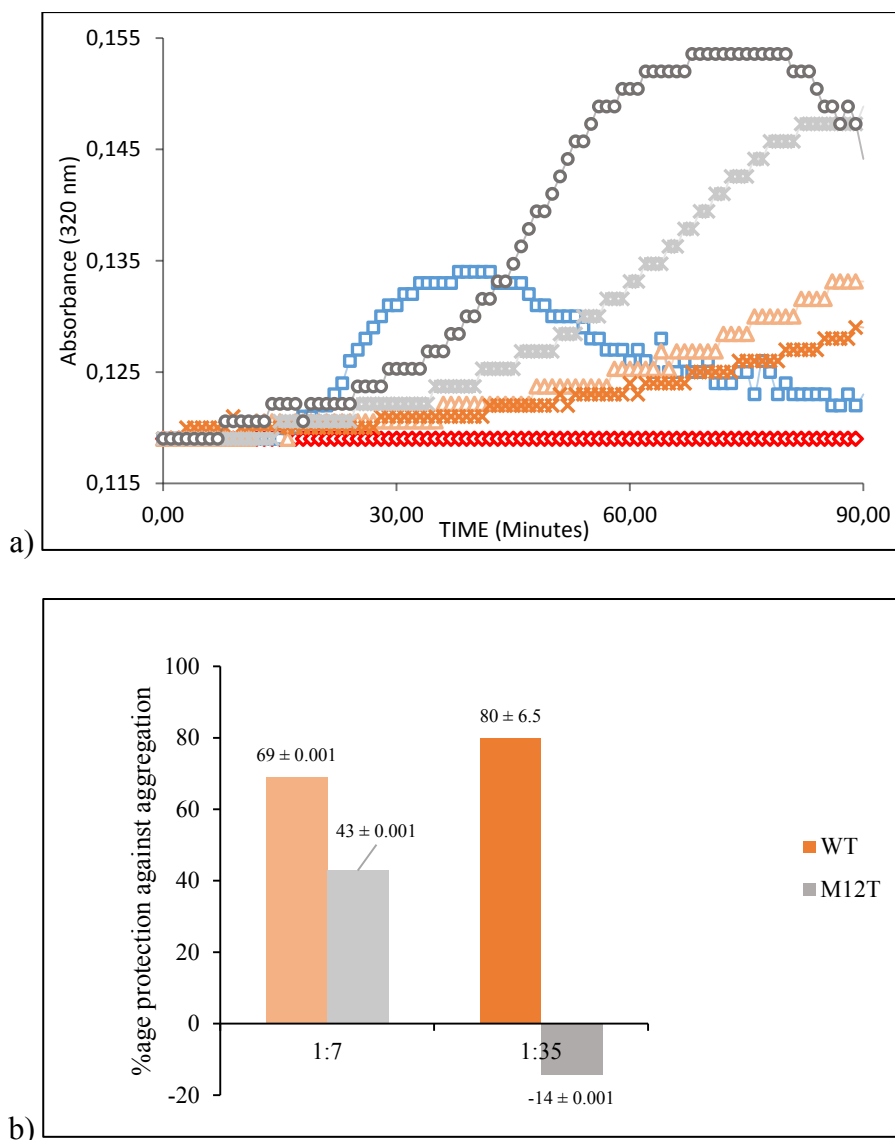 0,155
0,145
0,135
0,125
0,115
Absorbance (320 nm)
0,00 30,00 60,00 90,00
TIME (Minutes)
a)
100
80
60
40
20
0
-20
%age protection against aggregation
69 ± 0.001
43 ± 0.001
80 ± 6.5
-14 ± 0.001
1:7 1:35
WT
M12T
b)